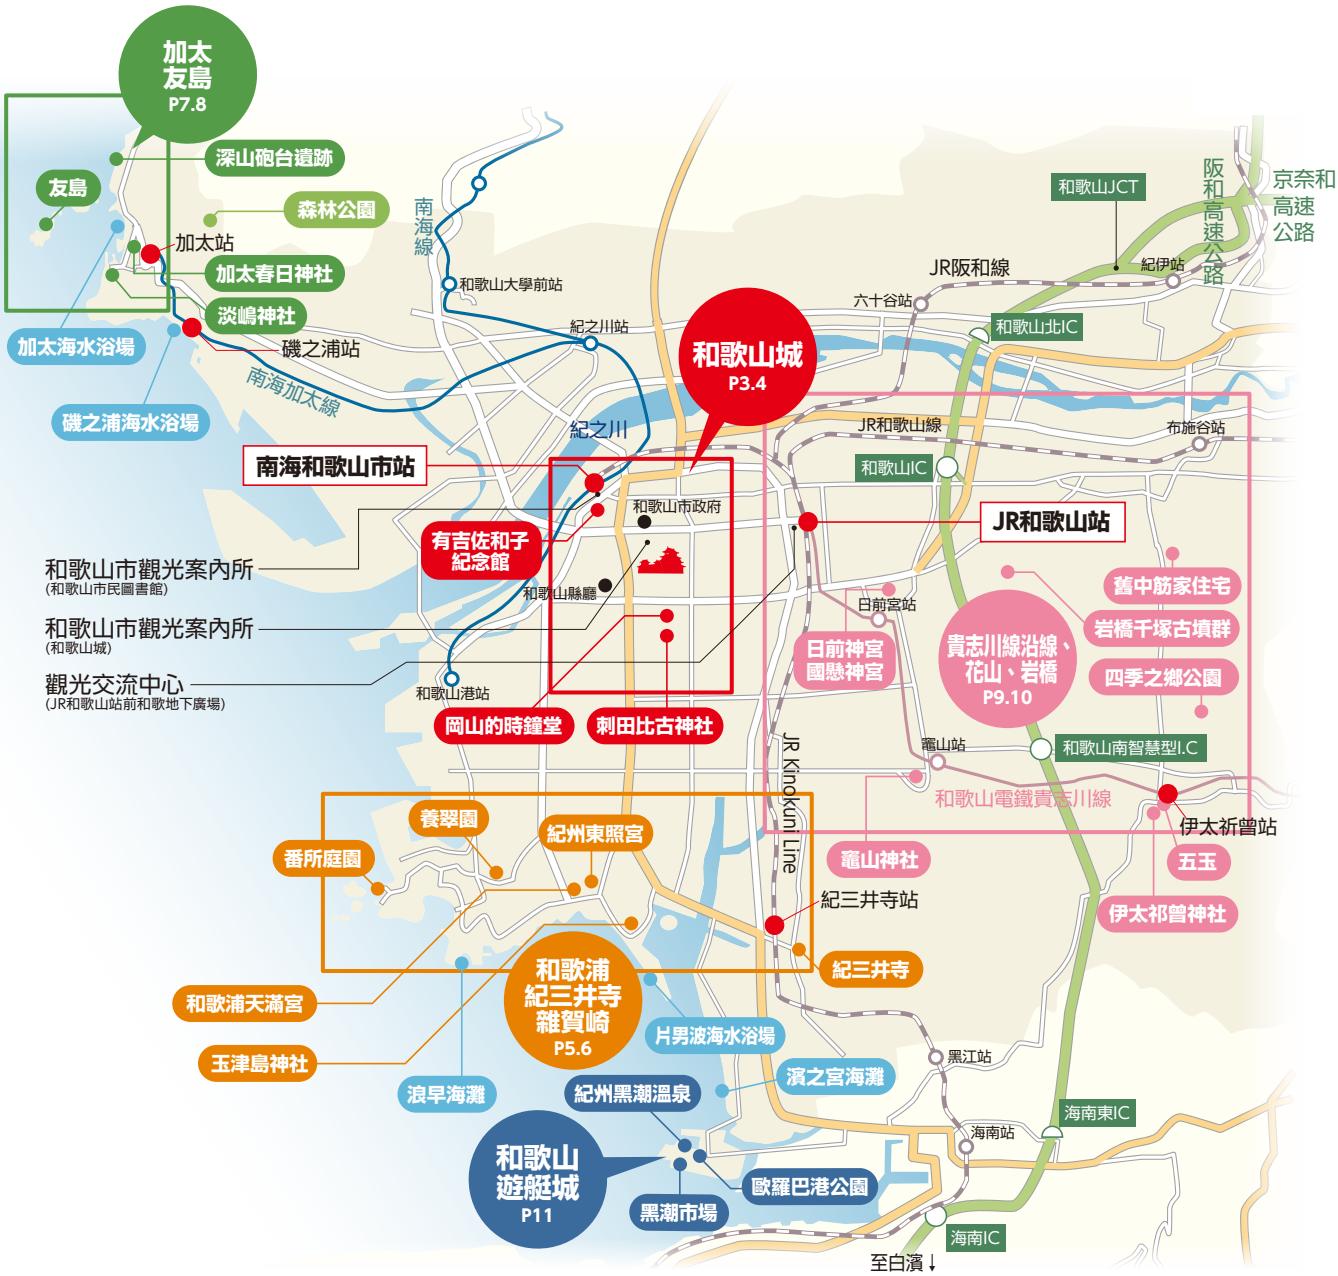 加太
友島
P7.8
深山砲台遺跡
友島
森林公園
加太站
加太春日神社
淡嶋神社
加太海水浴場
磯之浦站
磯之浦海水浴場
南海加太線
南海線
和歌山大學前站
紀之川站
紀之川
和歌山城
P3.4
JR阪和線
六十谷站
紀伊站
和歌山JCT
阪和高速公路
京奈和
高速
公路
和歌山北IC
JR和歌山線
布施谷站
和歌山IC
南海和歌山市站
JR和歌山站
和歌山市政府
有吉佐和子
紀念館
和歌山縣廳
和歌山市觀光案內所
(和歌山市民圖書館)
和歌山市觀光案內所
(和歌山城)
觀光交流中心
(JR和歌山站前和歌地下廣場)
和歌山港站
岡山的時鐘堂
刺田比古神社
日前宮站
日前神宮
國懸神宮
貴志川線沿線、
花山、岩橋
P9.10
舊中筋家住宅
岩橋千塚古墳群
四季之鄉公園
竈山站
和歌山南智慧型I.C
和歌山電鐵貴志川線
JR Kinokuni Line
伊太祈曾站
竈山神社
五玉
伊太祁曾神社
養翠園
番所庭園
紀州東照宮
紀三井寺站
紀三井寺
和歌浦
紀三井寺
雜賀崎
P5.6
和歌浦天滿宮
玉津島神社
浪早海灘
片男波海水浴場
濱之宮海灘
紀州黑潮溫泉
和歌山
遊艇城
P11
歐羅巴港公園
黑潮市場
黑江站
海南站
海南東IC
海南IC
至白濱↓